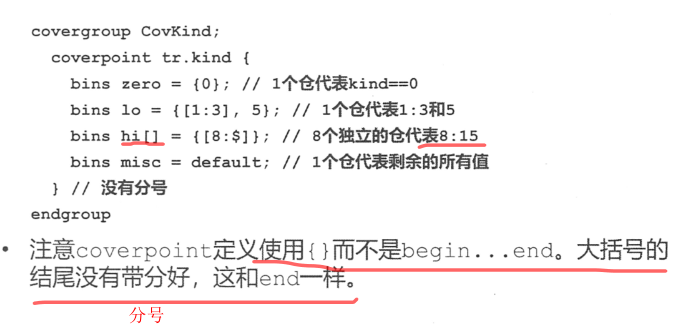 covergroup CovKind;
coverpoint tr.kind {
bins zero = {0}; // 1个仓代表kind==0
bins lo = {[1:3], 5}; // 1个仓代表1:3和5
bins hi[] = {[8:$]}; // 8个独立的仓代表8:15
bins misc = default; // 1个仓代表剩余的所有值
} // 没有分号
endgroup
• 注意coverpoint定义使用{}而不是begin...end。大括号的
结尾没有带分好，这和end一样。
分号